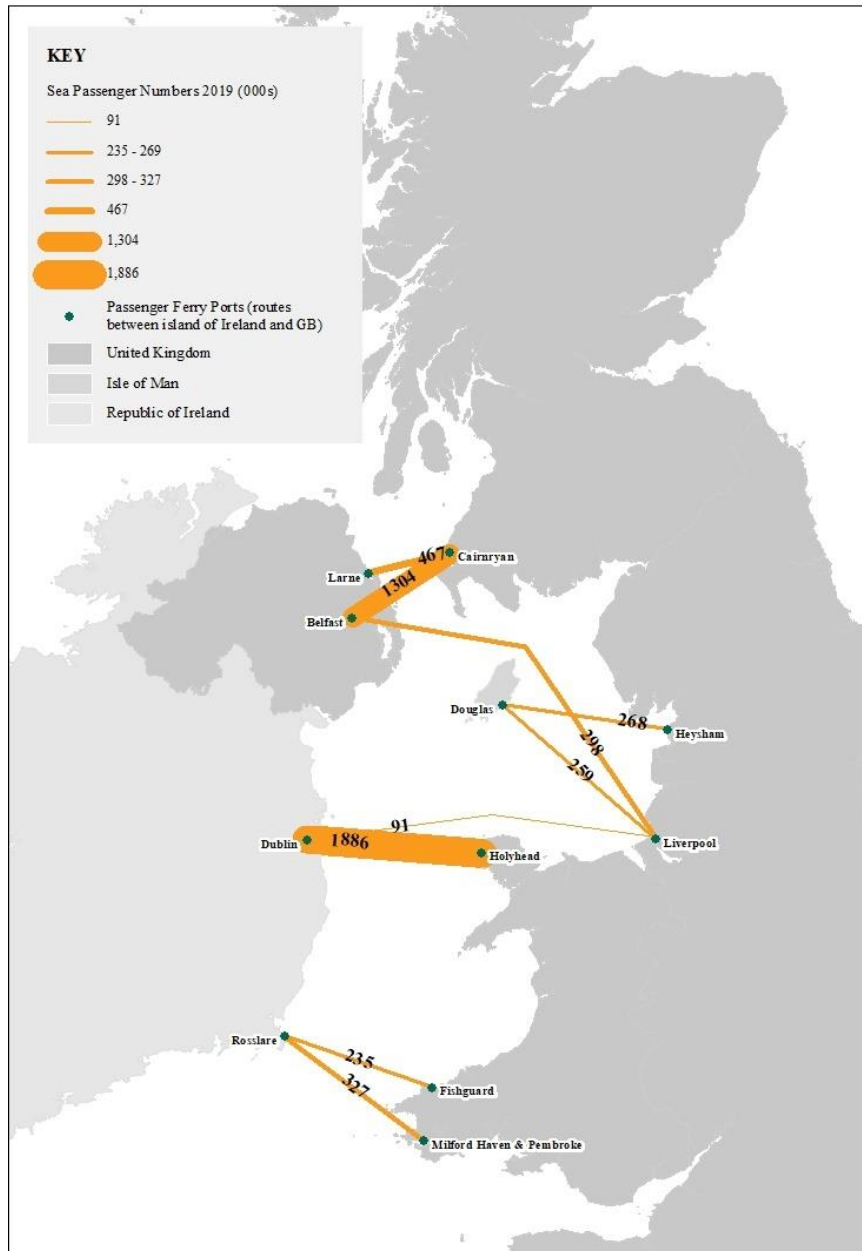 KEY
Sea Passenger Numbers 2019 (000s)
91
235 - 269
298 - 327
467
1,304
1,886
Passenger Ferry Ports (routes
between island of Ireland and GB)
United Kingdom
Isle of Man
Republic of Ireland
467
Cairnryan
Larne
1304
Belfast
Douglas
268
Heysham
298
259
91
Dublin
1886
Holyhead
Liverpool
Rosslare
235
327
Fishguard
Milford Haven & Pembroke